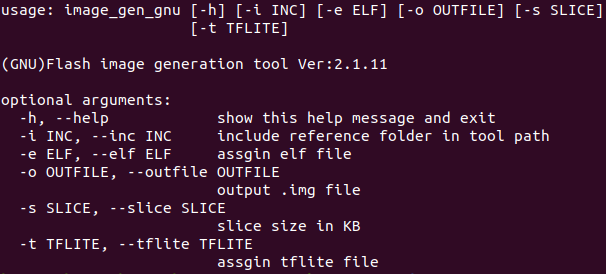 usage: image_gen_gnu [-h] [-i INC] [-e ELF] [-o OUTFILE] [-s SLICE]
[-t TFLITE]
(GNU)Flash image generation tool Ver:2.1.11
optional arguments:
-h, --help show this help message and exit
-i INC, --inc INC include reference folder in tool path
-e ELF, --elf ELF assgin elf file
-o OUTFILE, --outfile OUTFILE
output .img file
-s SLICE, --slice SLICE
slice size in KB
-t TFLITE, --tflite TFLITE
assgin tflite file